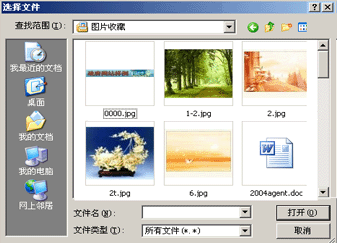 选择文件
查找范围(I):
图片收藏
我最近的文档
桌面
我的文档
我的电脑
网上邻居
0000.jpg
1-2.jpg
2.jpg
2t.jpg
6.jpg
2004agent.doc
文件名(N):
打开(O)
文件类型(T):
所有文件(*.*)
取消